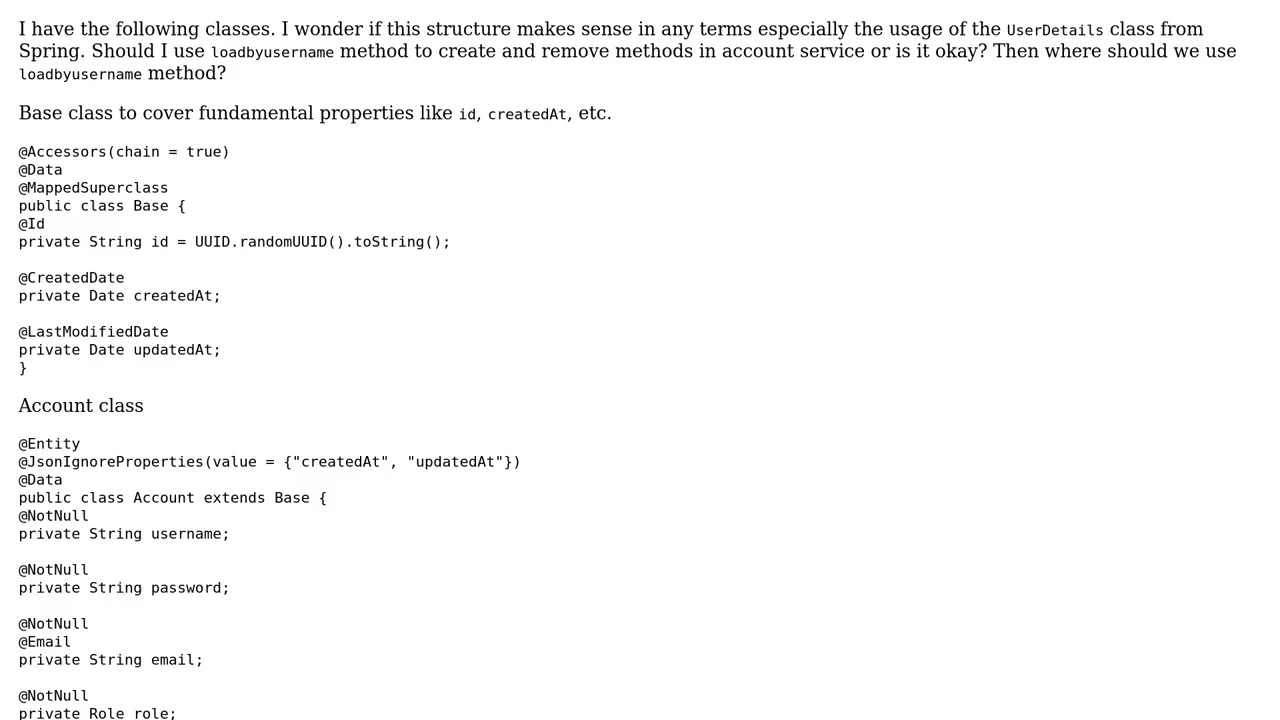 I have the following classes. I wonder if this structure makes sense in any terms especially the usage of the UserDetails class from
Spring. Should I use loadbyusername method to create and remove methods in account service or is it okay? Then where should we use
loadbyusername method?
Base class to cover fundamental properties like id, createdAt, etc.
@Accessors(chain = true)
@Data
@MappedSuperclass
public class Base {
@Id
private String id = UUID.randomUUID().toString();
@CreatedDate
private Date createdAt;
@LastModifiedDate
private Date updatedAt;
}
Account class
@Entity
@JsonIgnoreProperties(value = {"createdAt", "updatedAt"})
@Data
public class Account extends Base {
@NotNull
private String username;
@NotNull
private String password;
@NotNull
@Email
private String email;
@NotNull
private Role role;